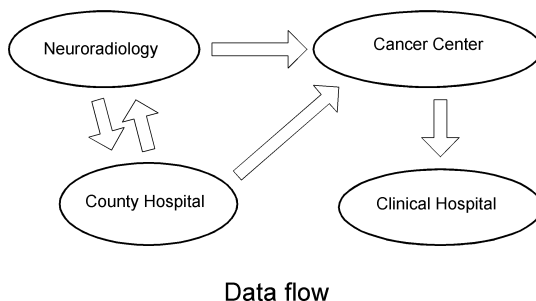 Neuroradiology
Cancer Center
County Hospital
Clinical Hospital
Data flow